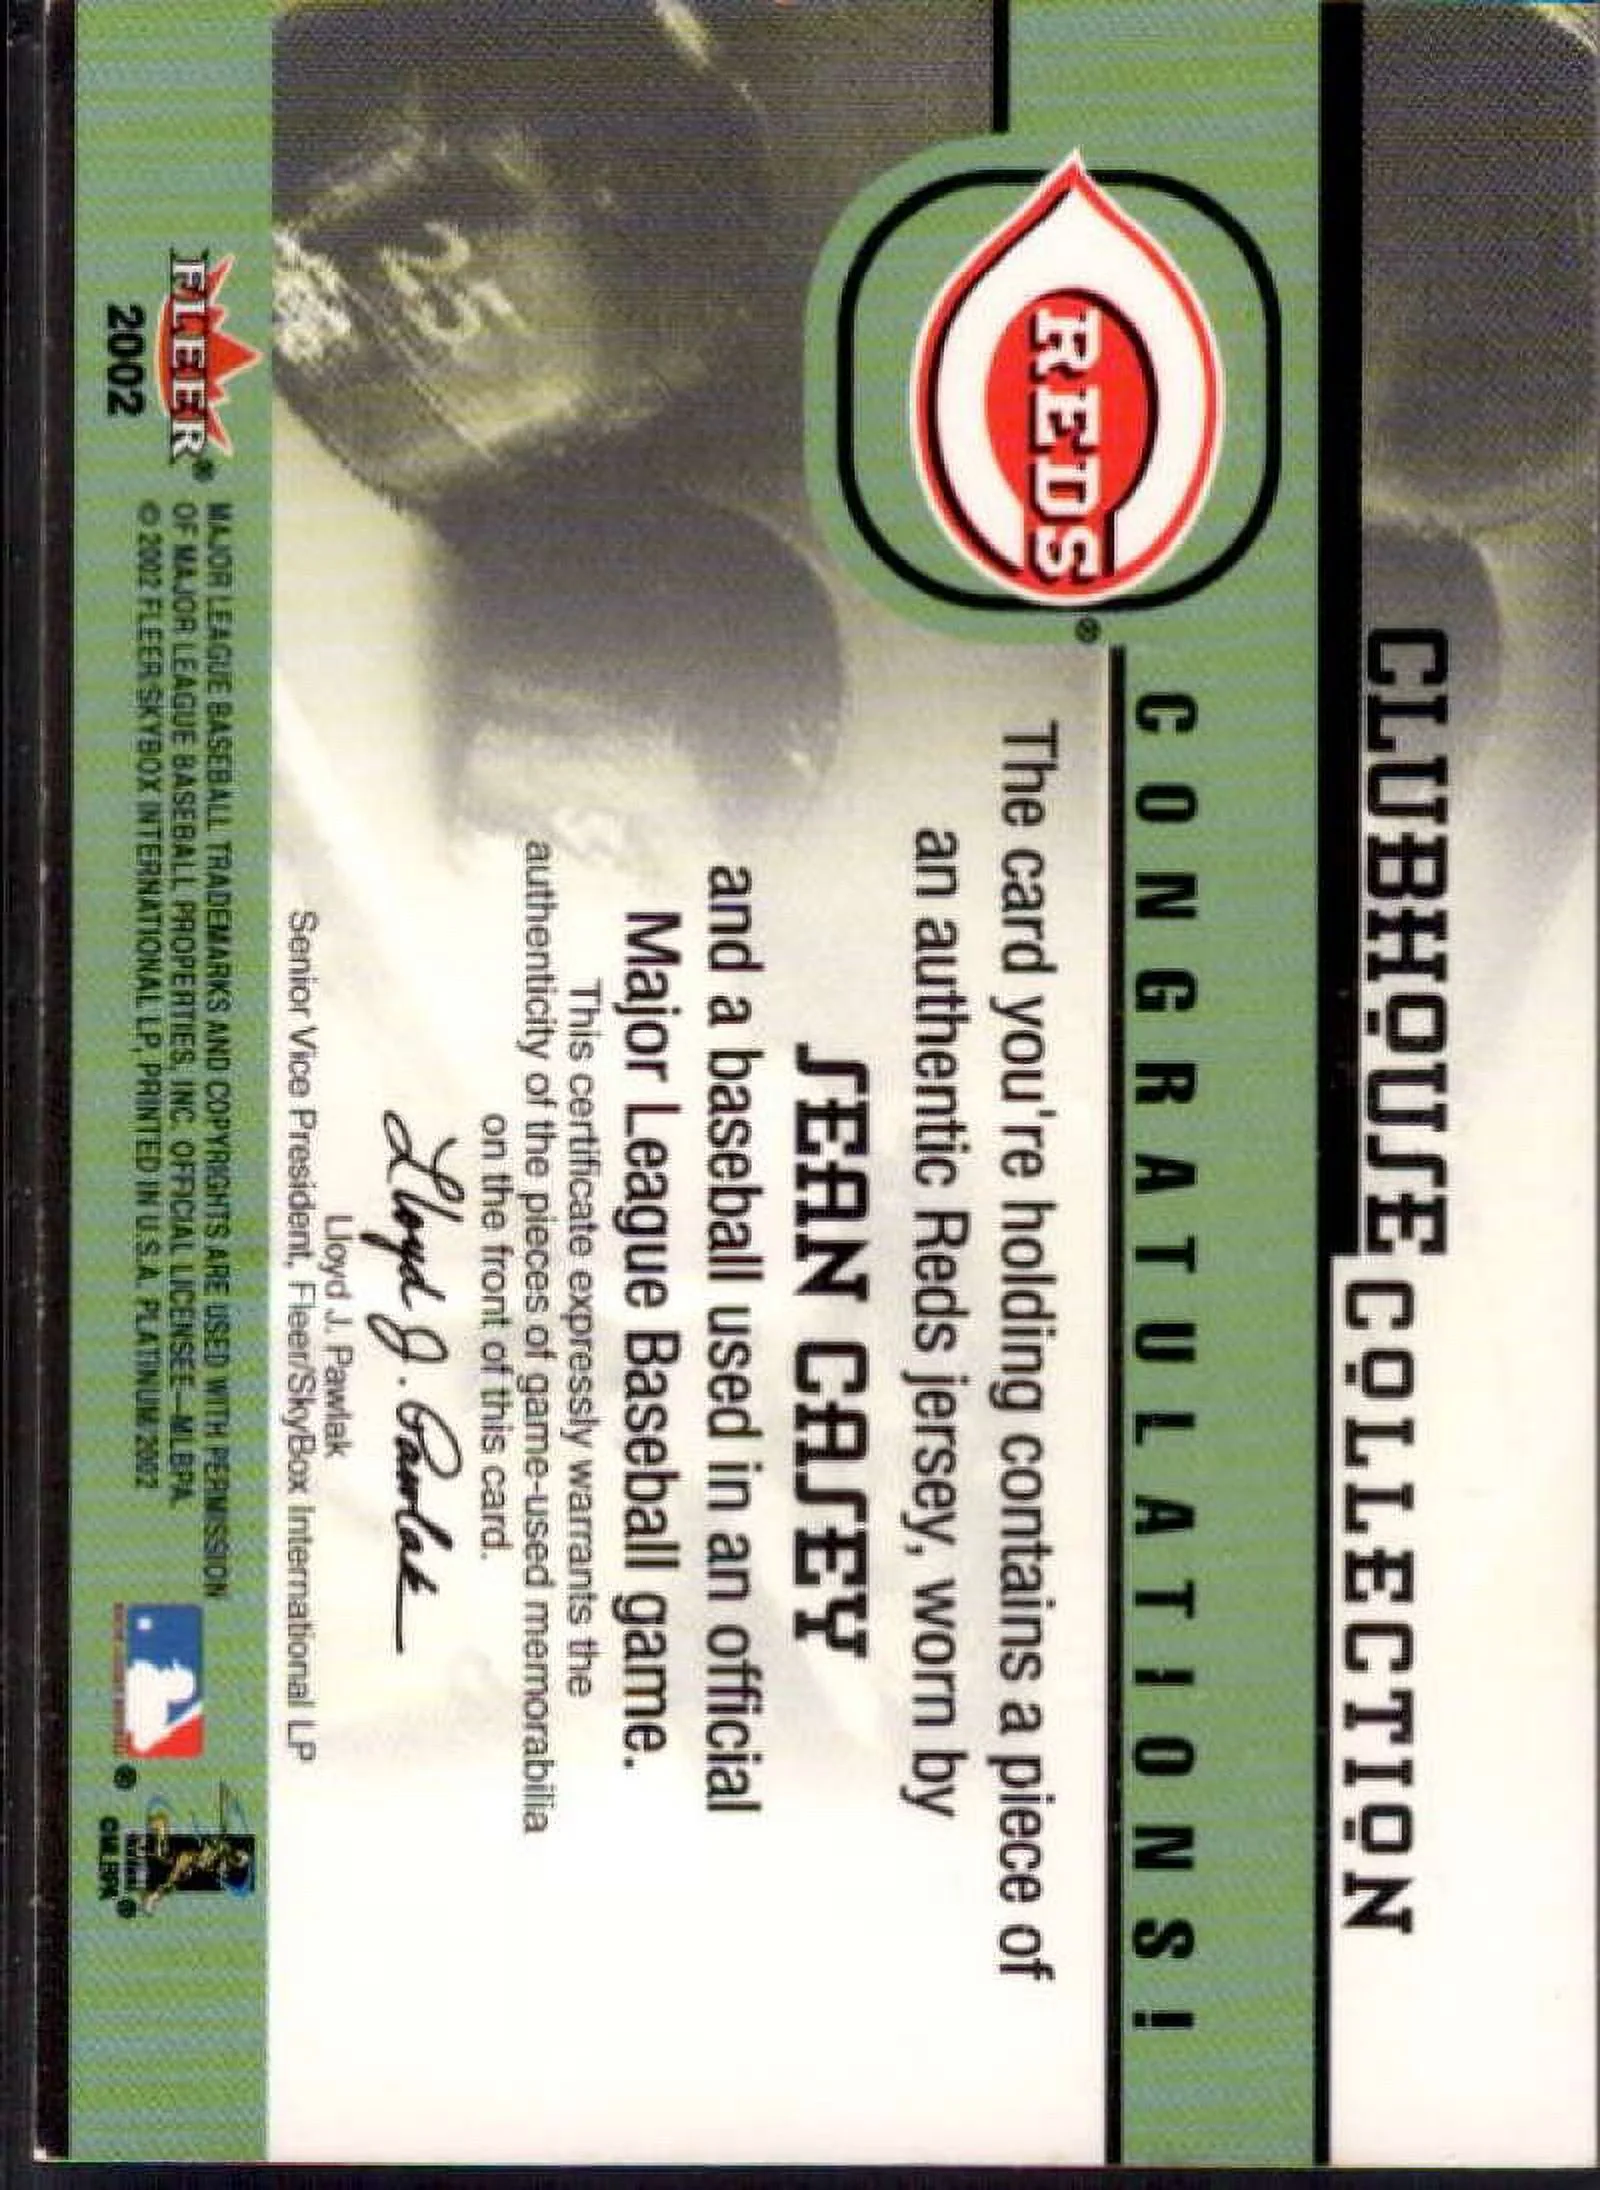 CLUBHOUSE COLLECTION
CONGRATULATIONS!
REDS
®
The card you're holding contains a piece of
an authentic Reds jersey, worn by
SEAN CASEY
and a baseball used in an official
Major League Baseball game.
This certificate expressly warrants the
authenticity of the pieces of game-used memorabilia
on the front of this card.
Lloyd J. Pawlak
Lloyd J. Pawlak
Senior Vice President, Fleer/SkyBox International LP
25
FLEER®
2002
MAJOR LEAGUE BASEBALL TRADEMARKS AND COPYRIGHTS ARE USED WITH PERMISSION
OF MAJOR LEAGUE BASEBALL PROPERTIES, INC. OFFICIAL LICENSEE—MLBPA.
© 2002 FLEER/SKYBOX INTERNATIONAL LP, PRINTED IN U.S.A. PLATINUM 2002
®
®
©MLBPA